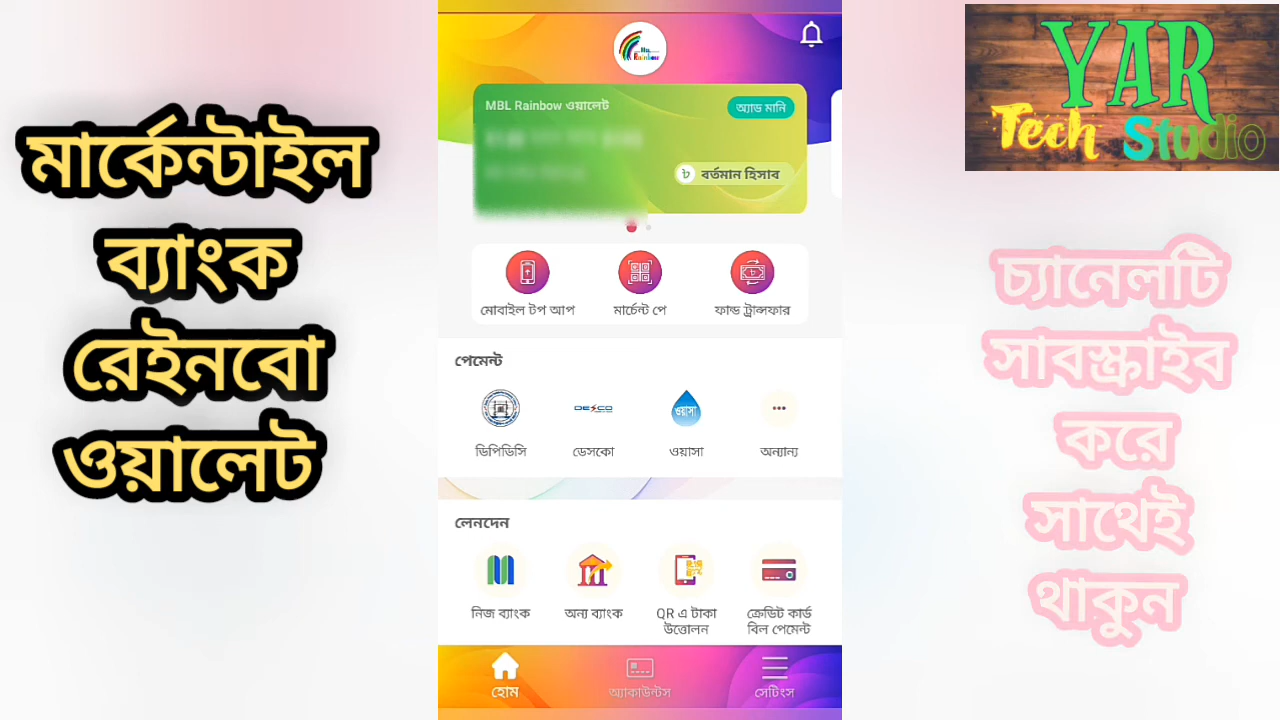 মার্কেন্টাইল
ব্যাংক
রেইনবো
ওয়ালেট
MBL Rainbow ওয়ালেট
অ্যাড মানি
৳ বর্তমান হিসাব
মোবাইল টপ আপ
মার্চেন্ট পে
ফান্ড ট্রান্সফার
পেমেন্ট
DESCO
ওয়াসা
ডিপিডিসি
ডেসকো
ওয়াসা
অন্যান্য
লেনদেন
নিজ ব্যাংক
অন্য ব্যাংক
QR এ টাকা
উত্তোলন
ক্রেডিট কার্ড
বিল পেমেন্ট
হোম
অ্যাকাউন্টস
সেটিংস
YAR
Tech Studio
চ্যানেলটি
সাবস্ক্রাইব
করে
সাথেই
থাকুন